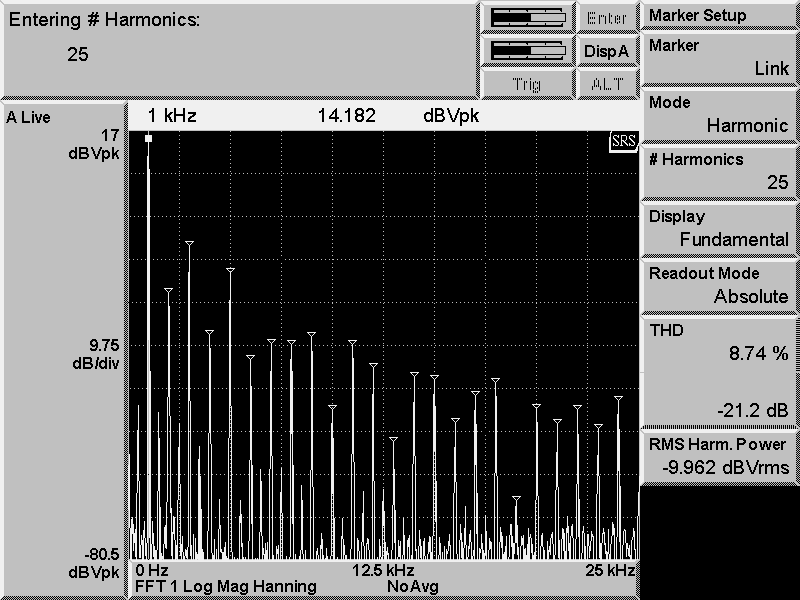 Entering # Harmonics:
25
Enter
DispA
Trig
ALT
Marker Setup
Marker
Link
Mode
Harmonic
# Harmonics
25
Display
Fundamental
Readout Mode
Absolute
THD
8.74 %
-21.2 dB
RMS Harm. Power
-9.962 dBVrms
A Live
1 kHz 14.182 dBVpk
17
dBVpk
SRS
9.75
dB/div
-80.5
dBVpk
0 Hz 12.5 kHz 25 kHz
FFT 1 Log Mag Hanning NoAvg